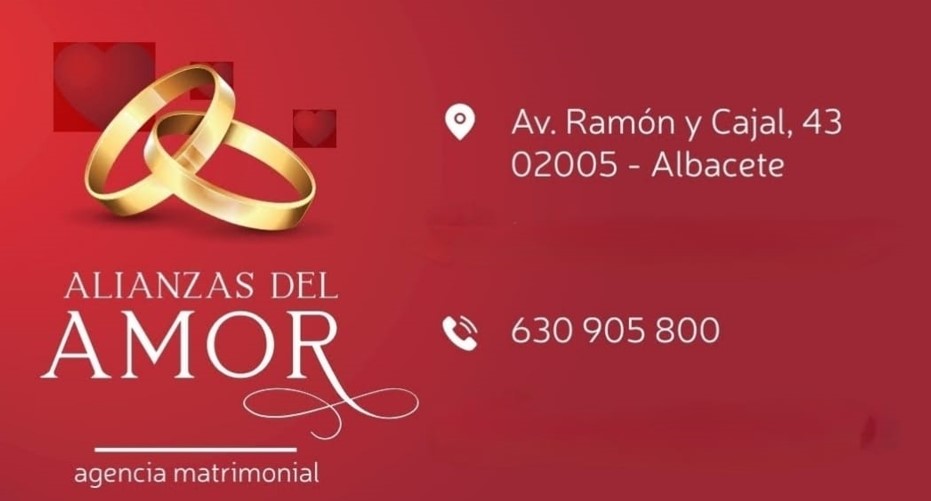 ALIANZAS DEL
AMOR
agencia matrimonial
Av. Ramón y Cajal, 43
02005 - Albacete
630 905 800